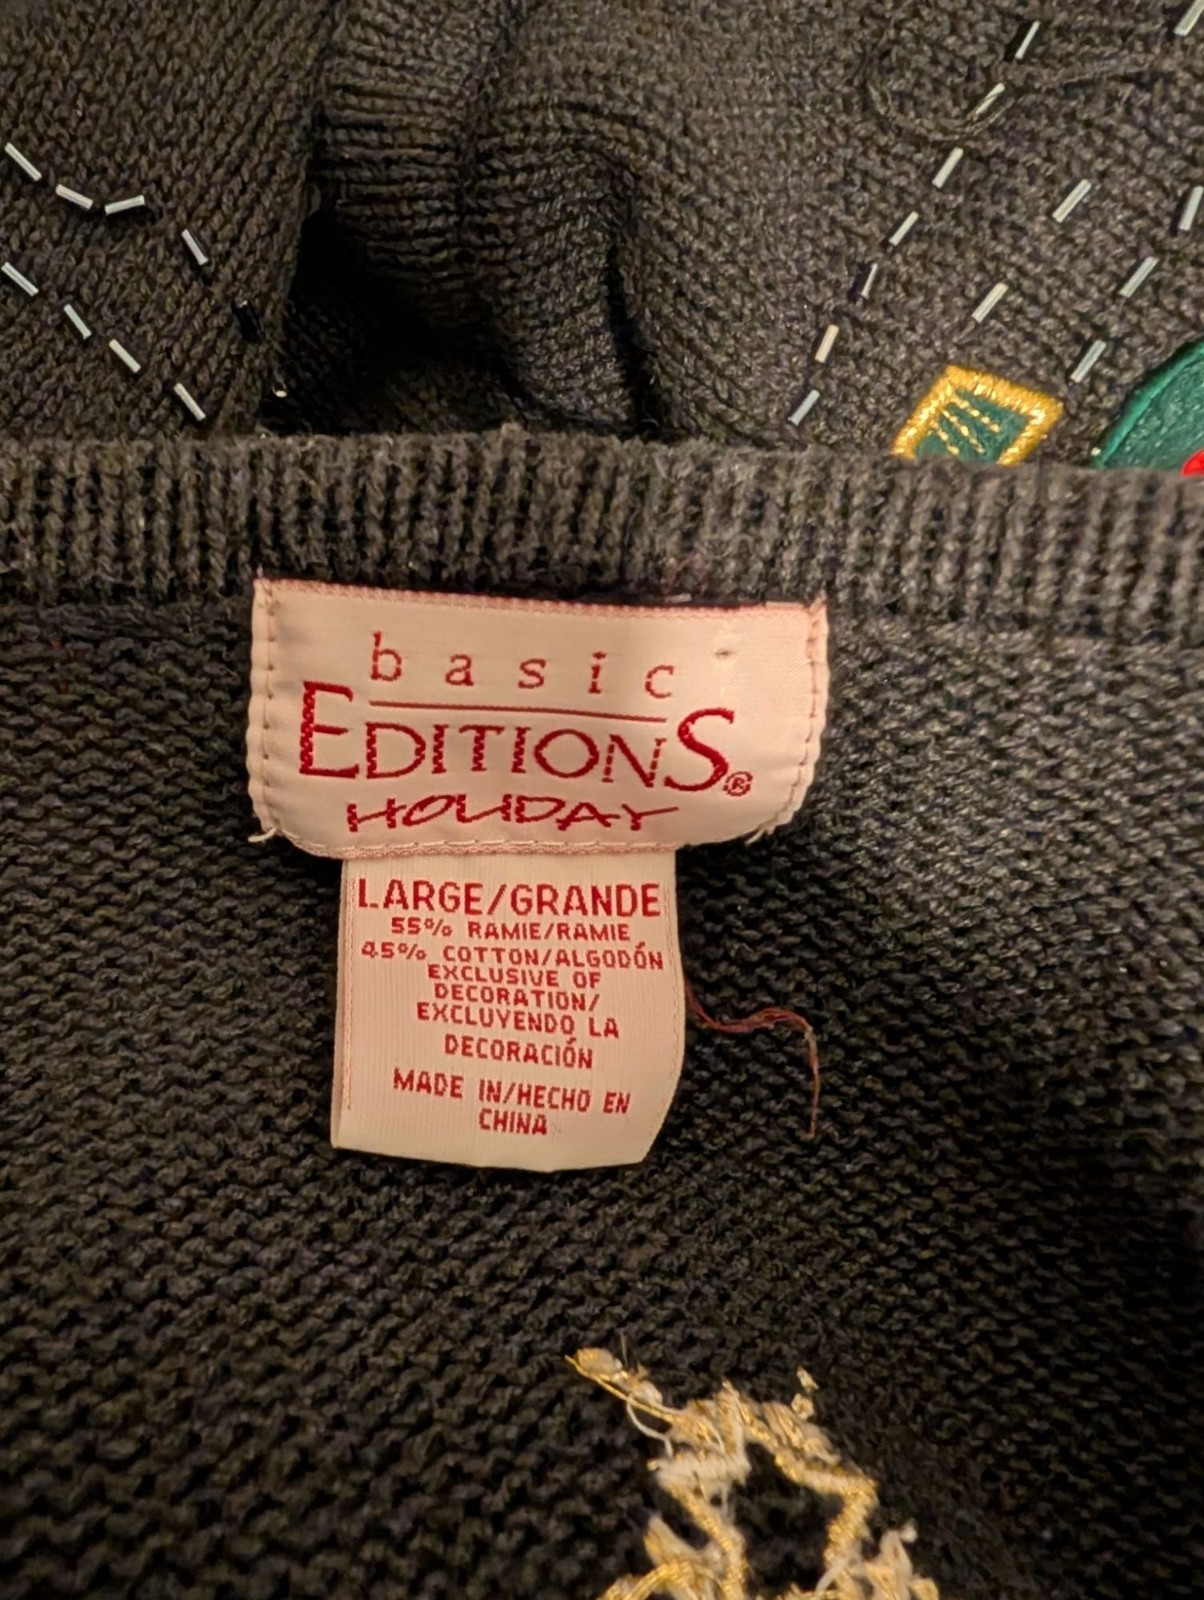 basic
EDITIONS®
HOLIDAY
LARGE/GRANDE
55% RAMIE/RAMIE
45% COTTON/ALGODÓN
EXCLUSIVE OF
DECORATION/
EXCLUYENDO LA
DECORACIÓN
MADE IN/HECHO EN
CHINA